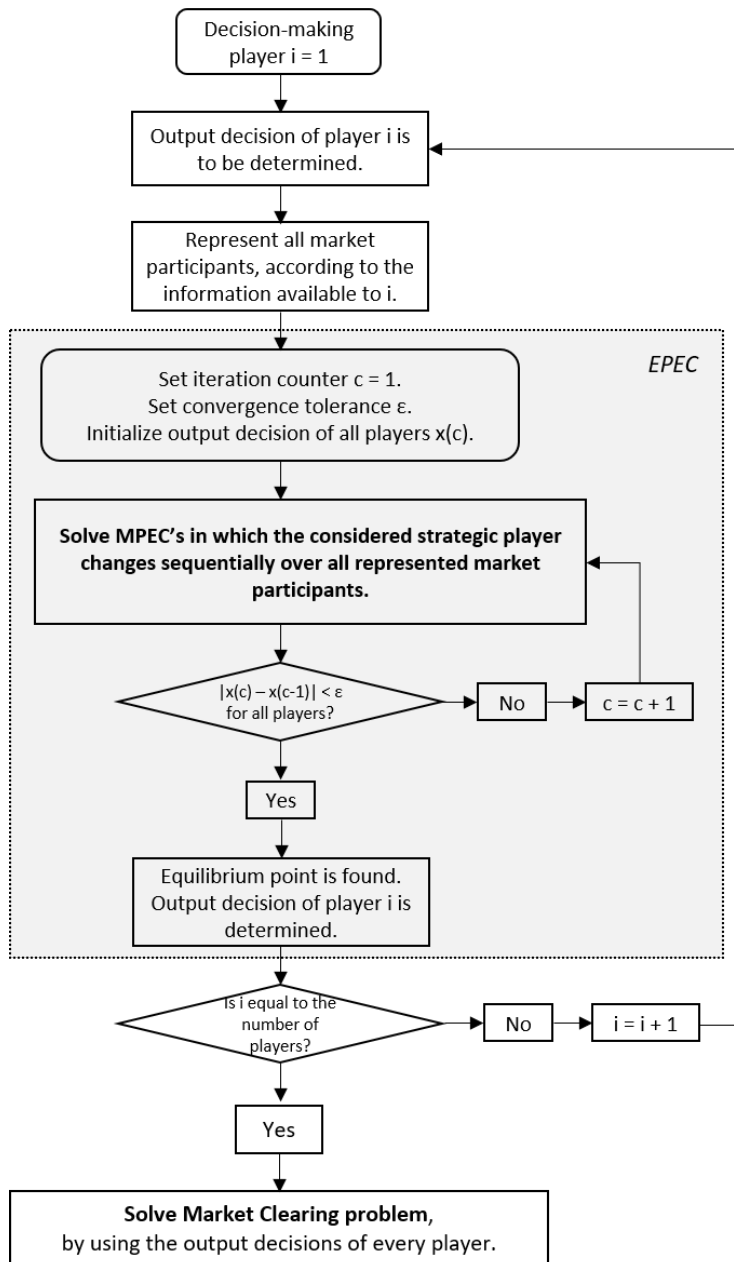 Decision-making
player i = 1
Output decision of player i is
to be determined.
Represent all market
participants, according to the
information available to i.
EPEC
Set iteration counter c = 1.
Set convergence tolerance ε.
Initialize output decision of all players x(c).
Solve MPEC's in which the considered strategic player
changes sequentially over all represented market
participants.
|x(c) – x(c-1)| < ε
for all players?
No
c = c + 1
Yes
Equilibrium point is found.
Output decision of player i is
determined.
Is i equal to the
number of
players?
No
i = i + 1
Yes
Solve Market Clearing problem,
by using the output decisions of every player.